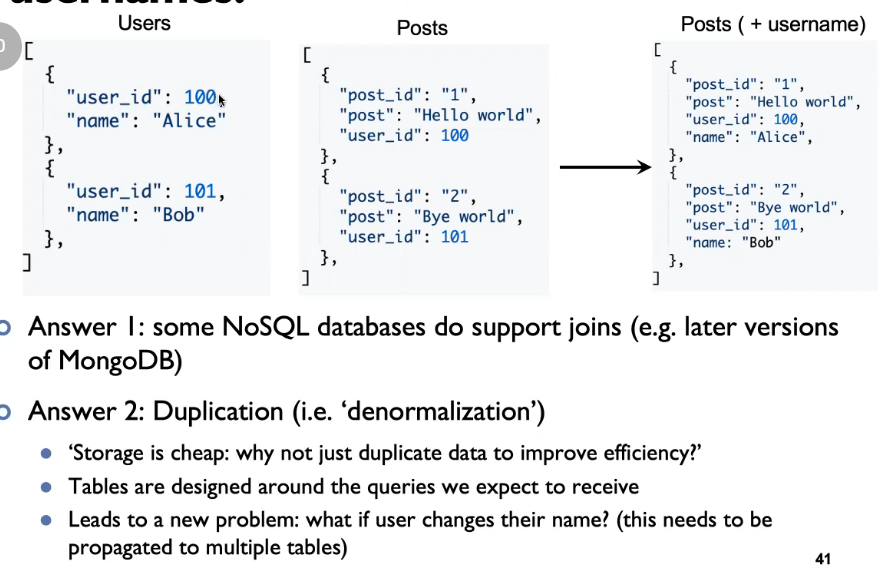 usernames.
Users
[
{
"user_id": 100,
"name": "Alice"
},
{
"user_id": 101,
"name": "Bob"
},
]
Posts
[
{
"post_id": "1",
"post": "Hello world",
"user_id": 100
},
{
"post_id": "2",
"post": "Bye world",
"user_id": 101
},
]
Posts ( + username)
[
{
"post_id": "1",
"post": "Hello world",
"user_id": 100,
"name": "Alice",
},
{
"post_id": "2",
"post": "Bye world",
"user_id": 101,
"name: "Bob"
},
]
Answer 1: some NoSQL databases do support joins (e.g. later versions
of MongoDB)
Answer 2: Duplication (i.e. ‘denormalization’)
‘Storage is cheap: why not just duplicate data to improve efficiency?’
Tables are designed around the queries we expect to receive
Leads to a new problem: what if user changes their name? (this needs to be
propagated to multiple tables)
41